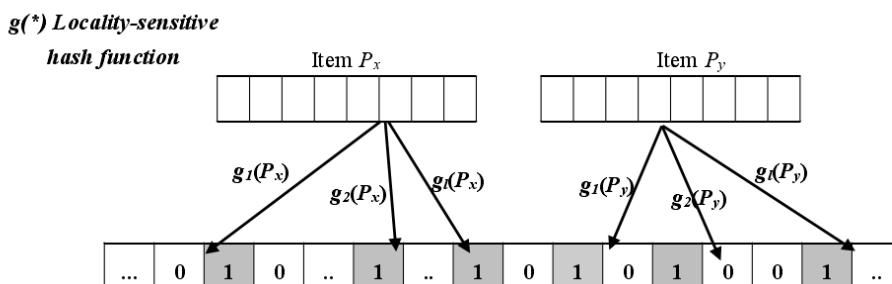 g(*) Locality-sensitive
hash function
Item Px
Item Py
g1(Px)
g2(Px)
gl(Px)
g1(Py)
g2(Py)
gl(Py)
... 0 1 0 .. 1 .. 1 0 1 0 1 0 0 1 ..